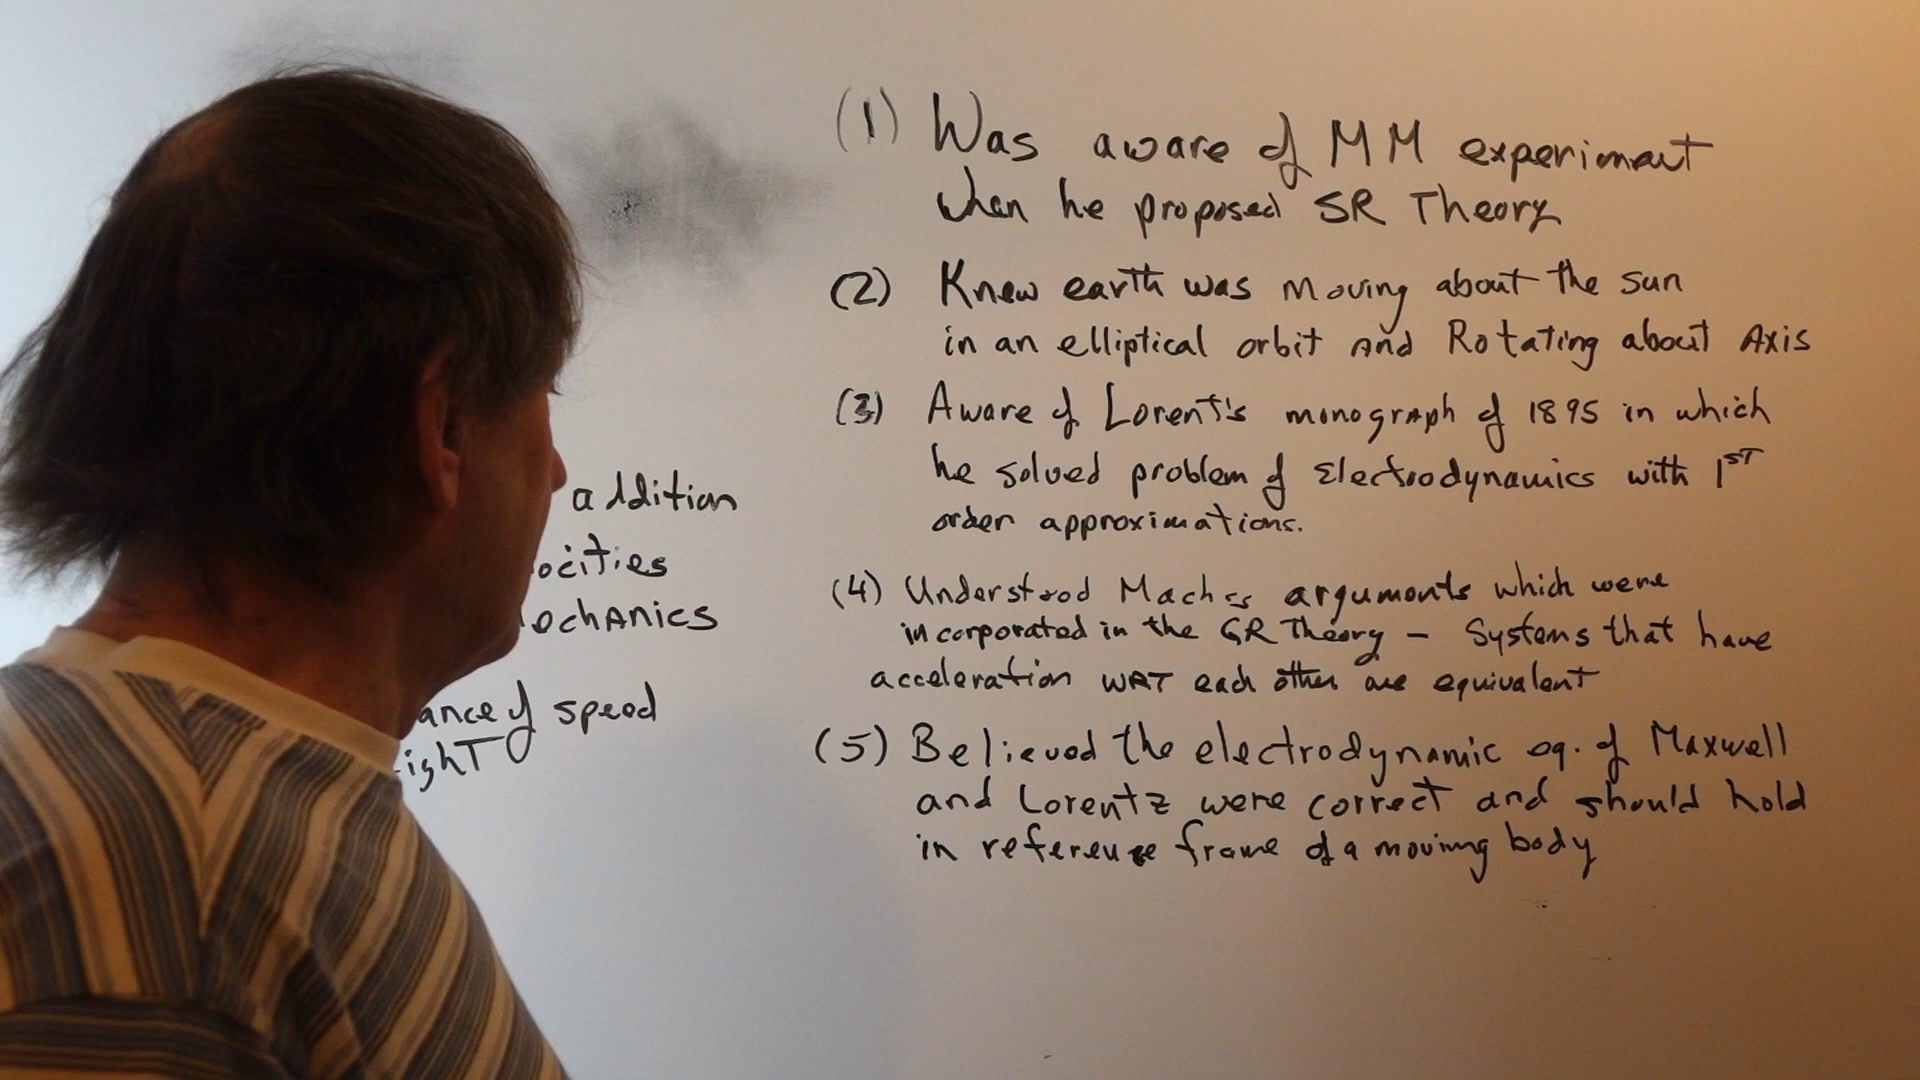 addition
ocities
echanics
ance of speed
ight
(1) Was aware of MM experiment
when he proposed SR Theory
(2) Knew earth was moving about the sun
in an elliptical orbit and Rotating about Axis
(3) Aware of Lorent's monograph of 1895 in which
he solved problem of Electrodynamics with 1ST
order approximations.
(4) Understood Machs arguments which were
incorporated in the GR Theory – Systems that have
acceleration WRT each other are equivalent
(5) Believed the electrodynamic eq. of Maxwell
and Lorentz were correct and should hold
in reference frame of a moving body